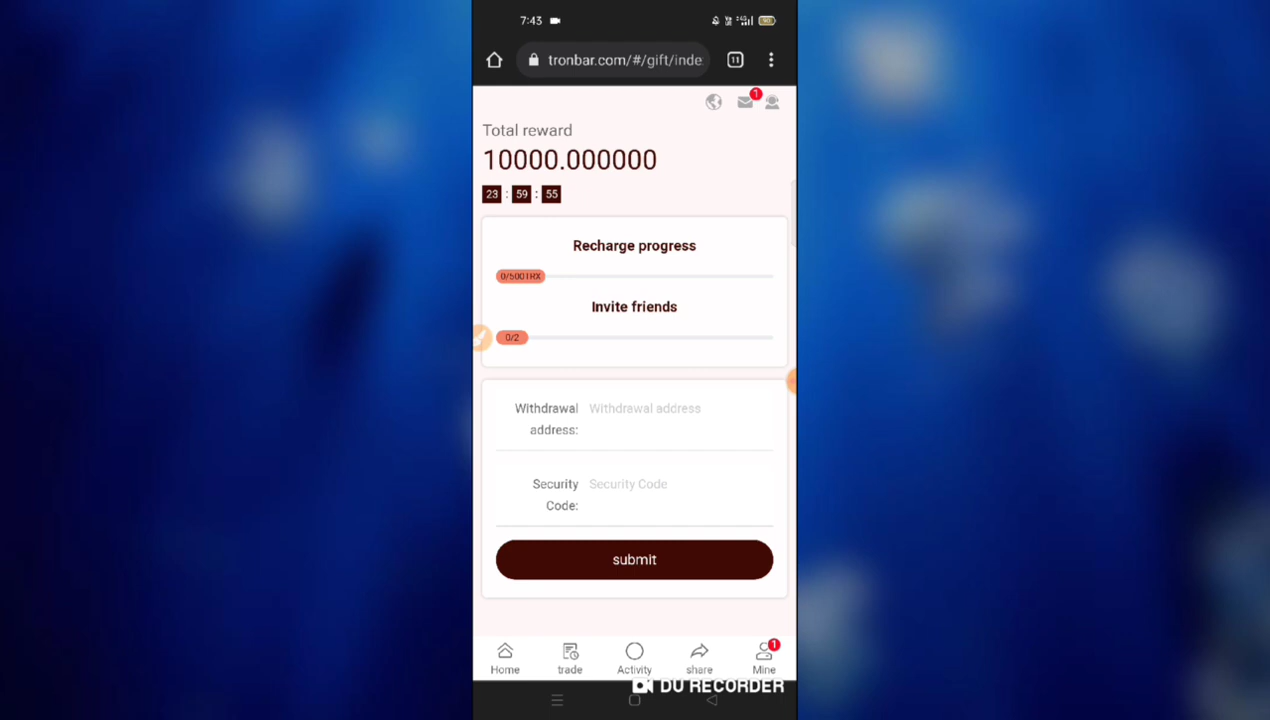 7:43
90
tronbar.com/#/gift/inde
11
1
Total reward
10000.000000
23 : 59 : 55
Recharge progress
0/500TRX
Invite friends
0/2
Withdrawal address: Withdrawal address
Security Code: Security Code
submit
1
Home trade Activity share Mine
DU RECORDER